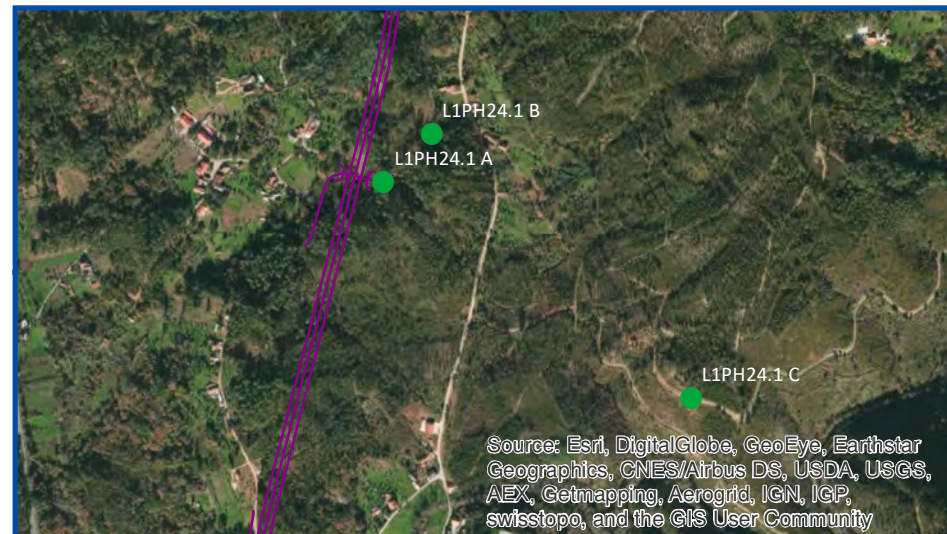 L1PH24.1 B
L1PH24.1 A
L1PH24.1 C
Source: Esri, DigitalGlobe, GeoEye, Earthstar
Geographics, CNES/Airbus DS, USDA, USGS,
AEX, Getmapping, Aerogrid, IGN, IGP,
swisstopo, and the GIS User Community